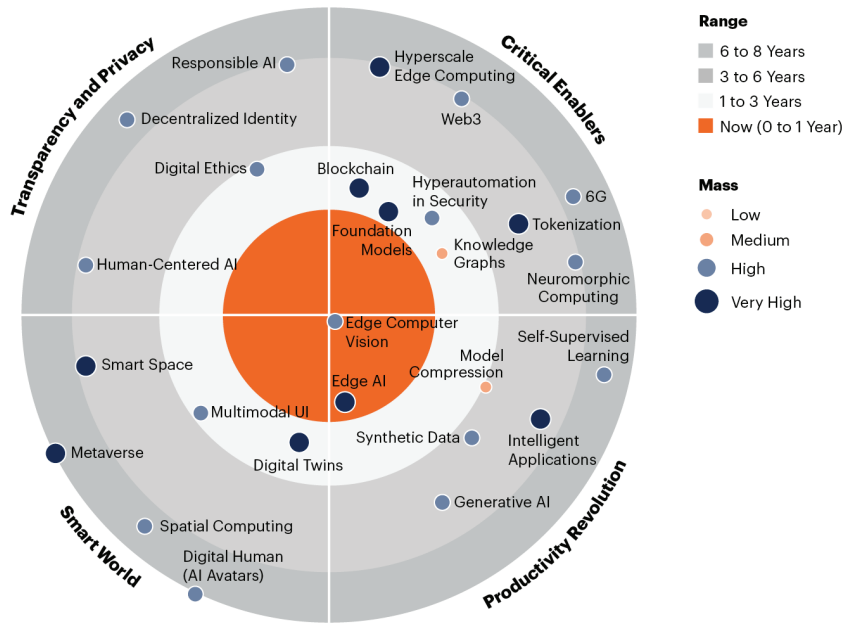 Transparency and Privacy
Critical Enablers
Responsible AI
Hyperscale
Edge Computing
Web3
Decentralized Identity
Digital Ethics
Blockchain
Hyperautomation
in Security
6G
Tokenization
Foundation
Models
Knowledge
Graphs
Human-Centered AI
Neuromorphic
Computing
Edge Computer
Vision
Self-Supervised
Learning
Smart Space
Model
Compression
Edge AI
Multimodal UI
Synthetic Data
Intelligent
Applications
Metaverse
Digital Twins
Generative AI
Spatial Computing
Digital Human
(AI Avatars)
Smart World
Productivity Revolution
Range
6 to 8 Years
3 to 6 Years
1 to 3 Years
Now (0 to 1 Year)
Mass
Low
Medium
High
Very High